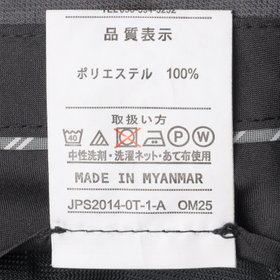 品質表示
ポリエステル 100%
取扱い方
40 P W
中性洗剤・洗濯ネット・あて布使用
MADE IN MYANMAR
JPS2014-0T-1-A OM25